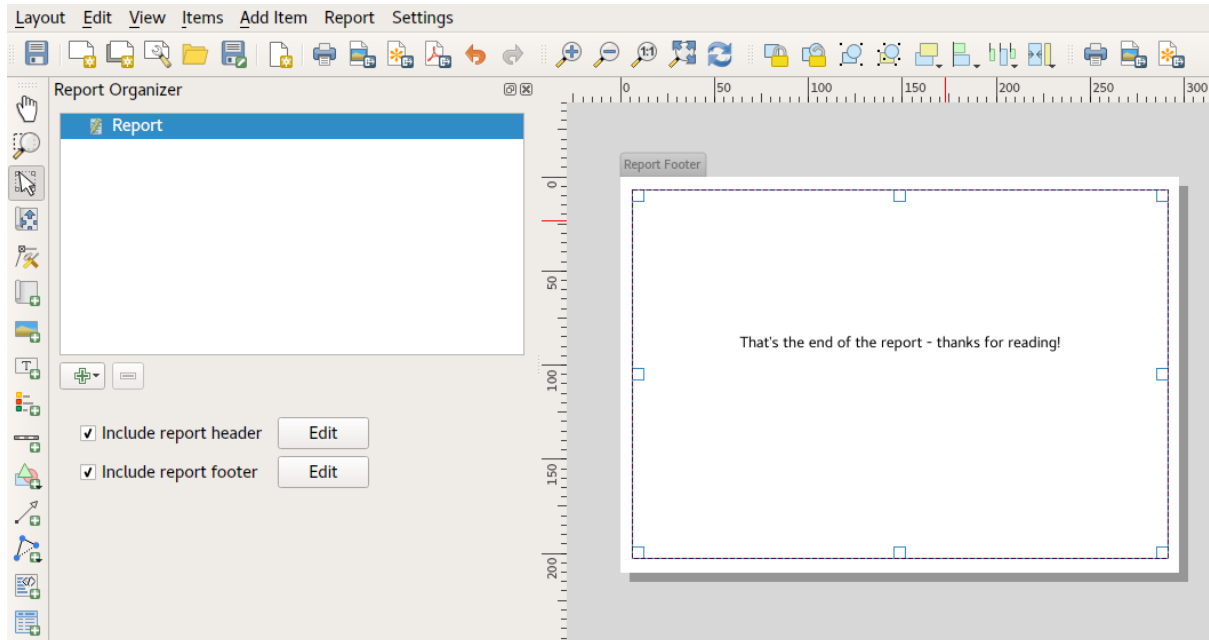 Layout Edit View Items Add Item Report Settings
1:1
Report Organizer
0 50 100 150 200 250 300
Report
Report Footer
0
50
That's the end of the report - thanks for reading!
100
T
Include report header Edit
Include report footer Edit
150
200